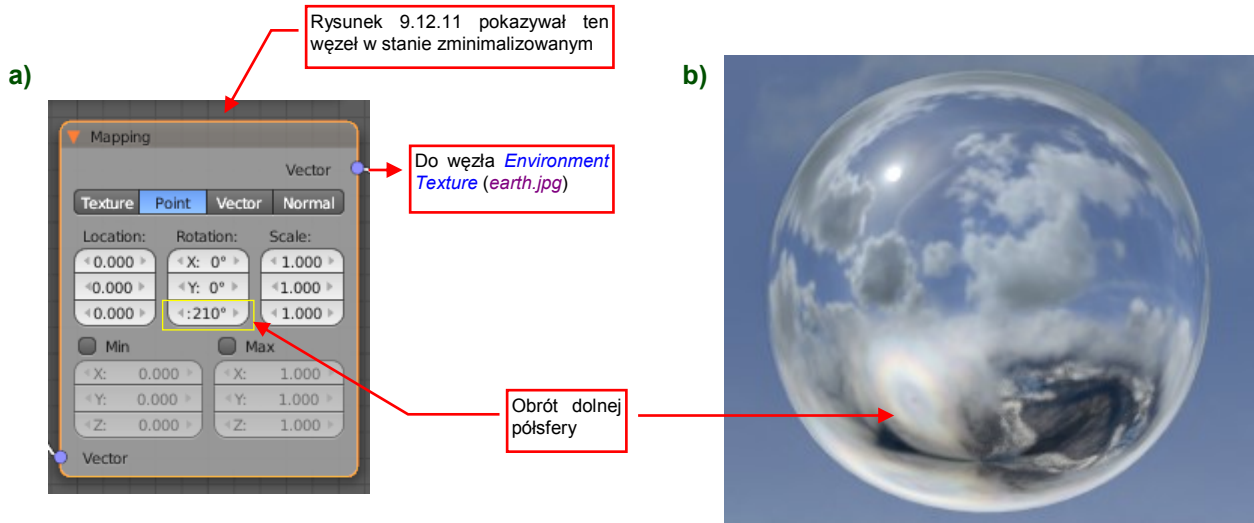 Rysunek 9.12.11 pokazywał ten
węzeł w stanie zminimalizowanym
a)
b)
Mapping
Vector
Do węzła Environment
Texture (earth.jpg)
Texture Point Vector Normal
Location: Rotation: Scale:
0.000 X: 0° 1.000
0.000 Y: 0° 1.000
0.000 :210° 1.000
Min Max
X: 0.000 X: 1.000
Y: 0.000 Y: 1.000
Z: 0.000 Z: 1.000
Obrót dolnej
półsfery
Vector